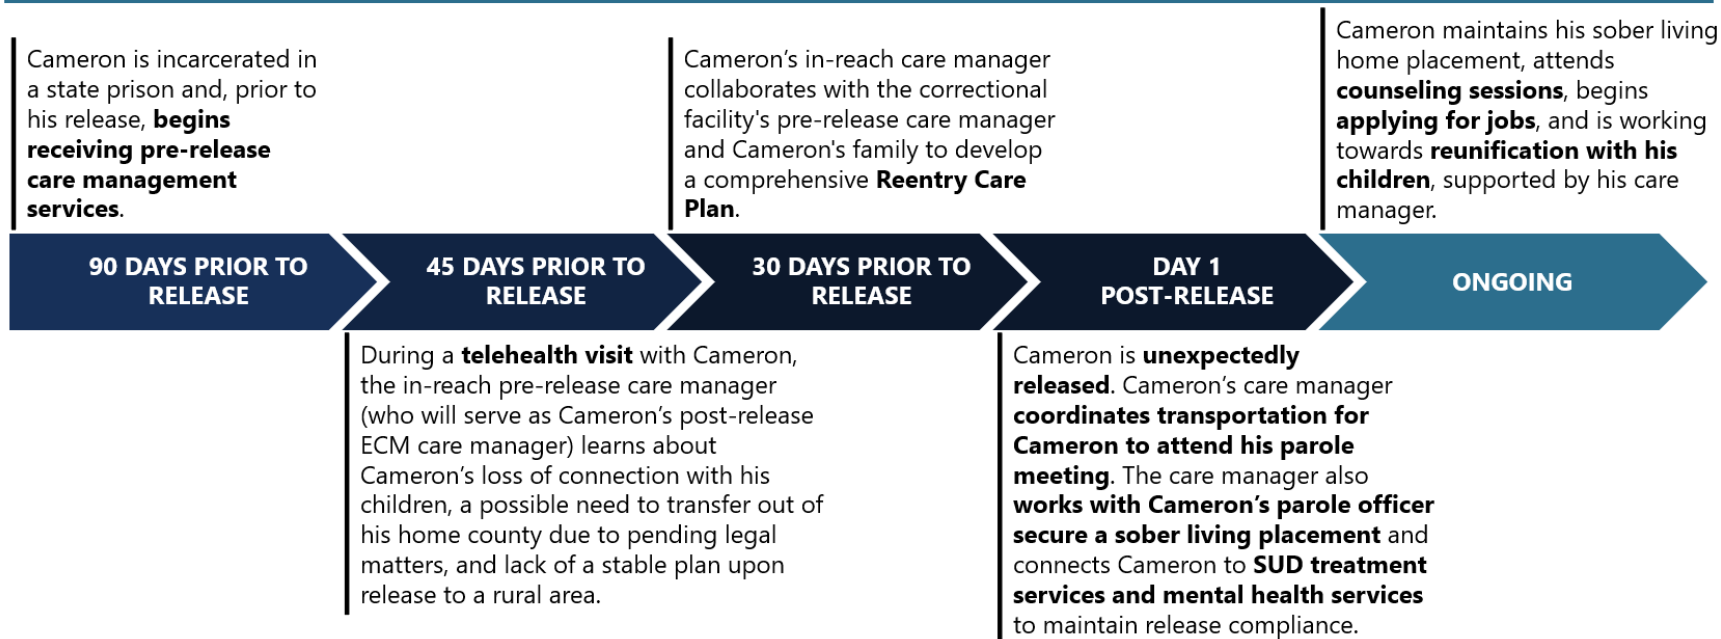 Cameron is incarcerated in
a state prison and, prior to
his release, begins
receiving pre-release
care management
services.
90 DAYS PRIOR TO
RELEASE
During a telehealth visit with Cameron,
the in-reach pre-release care manager
(who will serve as Cameron’s post-release
ECM care manager) learns about
Cameron’s loss of connection with his
children, a possible need to transfer out of
his home county due to pending legal
matters, and lack of a stable plan upon
release to a rural area.
45 DAYS PRIOR TO
RELEASE
Cameron’s in-reach care manager
collaborates with the correctional
facility's pre-release care manager
and Cameron's family to develop
a comprehensive Reentry Care
Plan.
30 DAYS PRIOR TO
RELEASE
DAY 1
POST-RELEASE
Cameron is unexpectedly
released. Cameron’s care manager
coordinates transportation for
Cameron to attend his parole
meeting. The care manager also
works with Cameron’s parole officer
secure a sober living placement and
connects Cameron to SUD treatment
services and mental health services
to maintain release compliance.
Cameron maintains his sober living
home placement, attends
counseling sessions, begins
applying for jobs, and is working
towards reunification with his
children, supported by his care
manager.
ONGOING